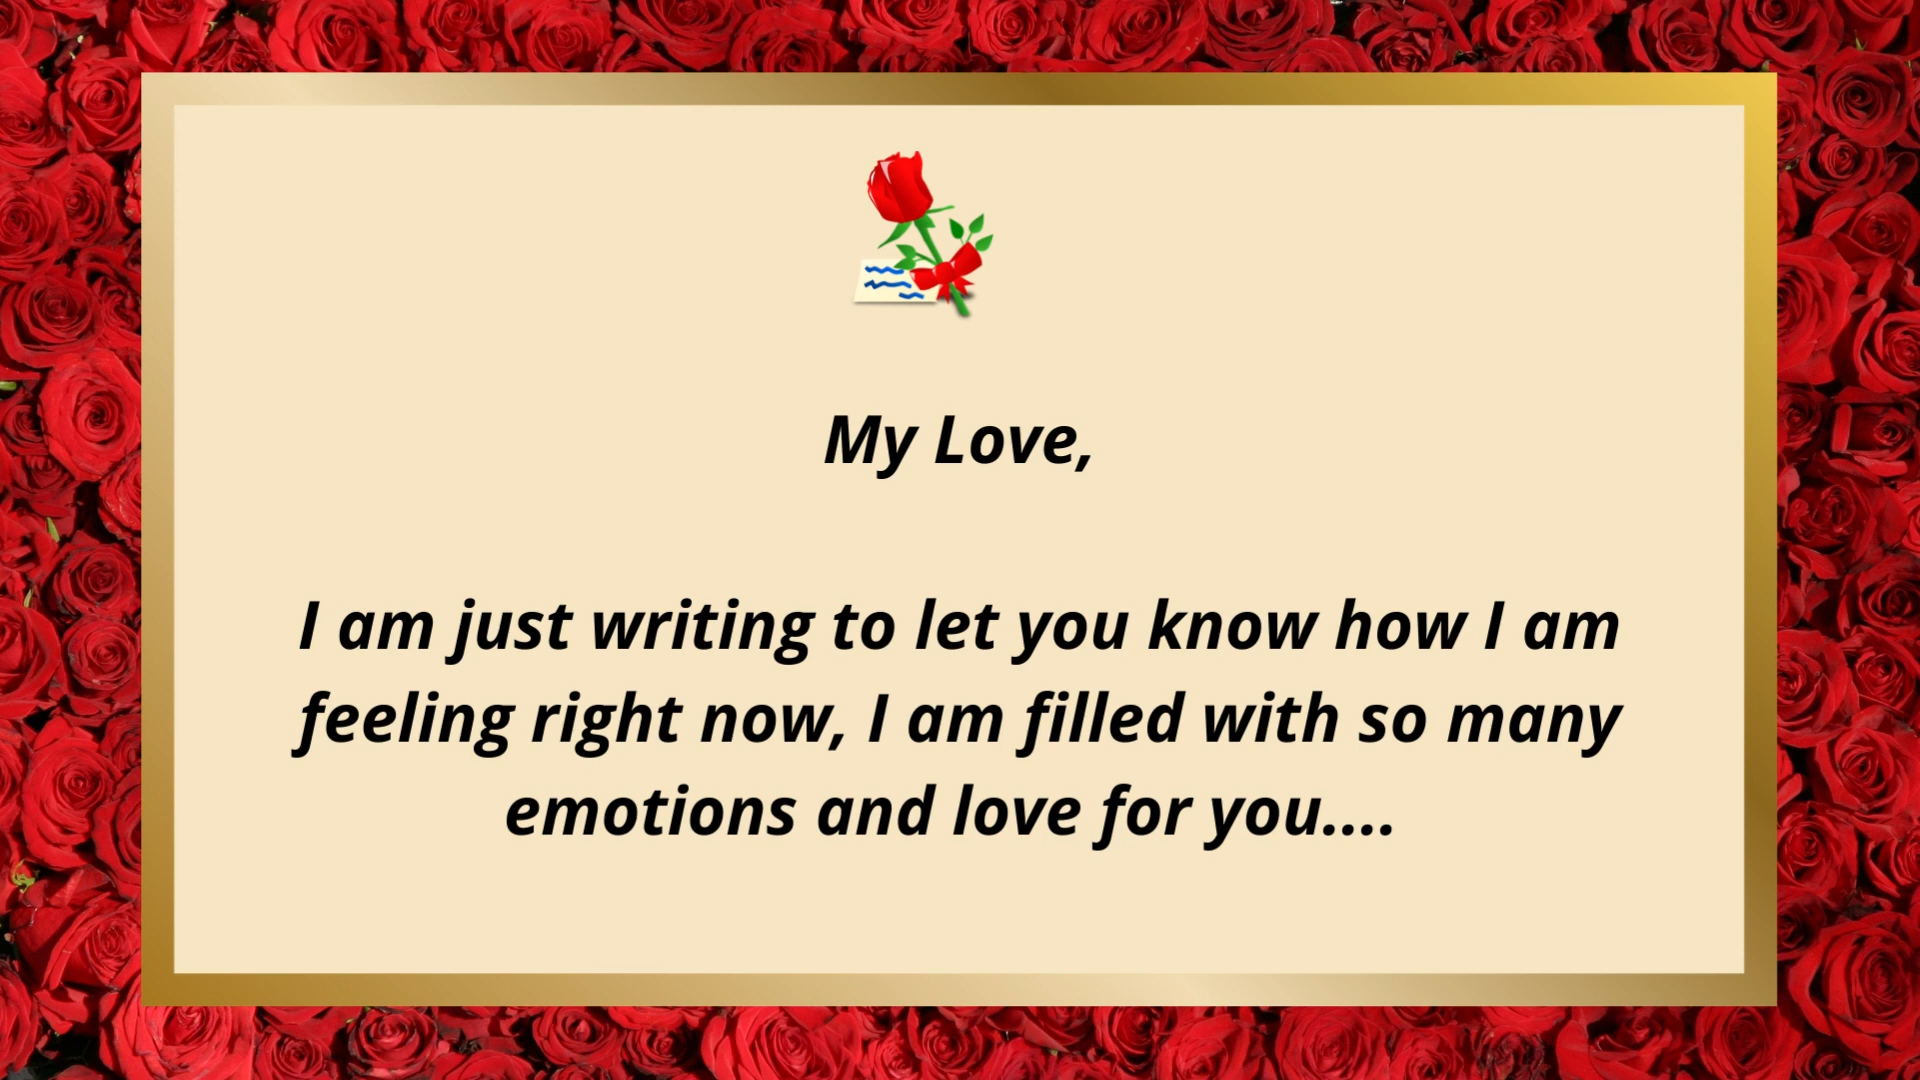 My Love,
I am just writing to let you know how I am
feeling right now, I am filled with so many
emotions and love for you....